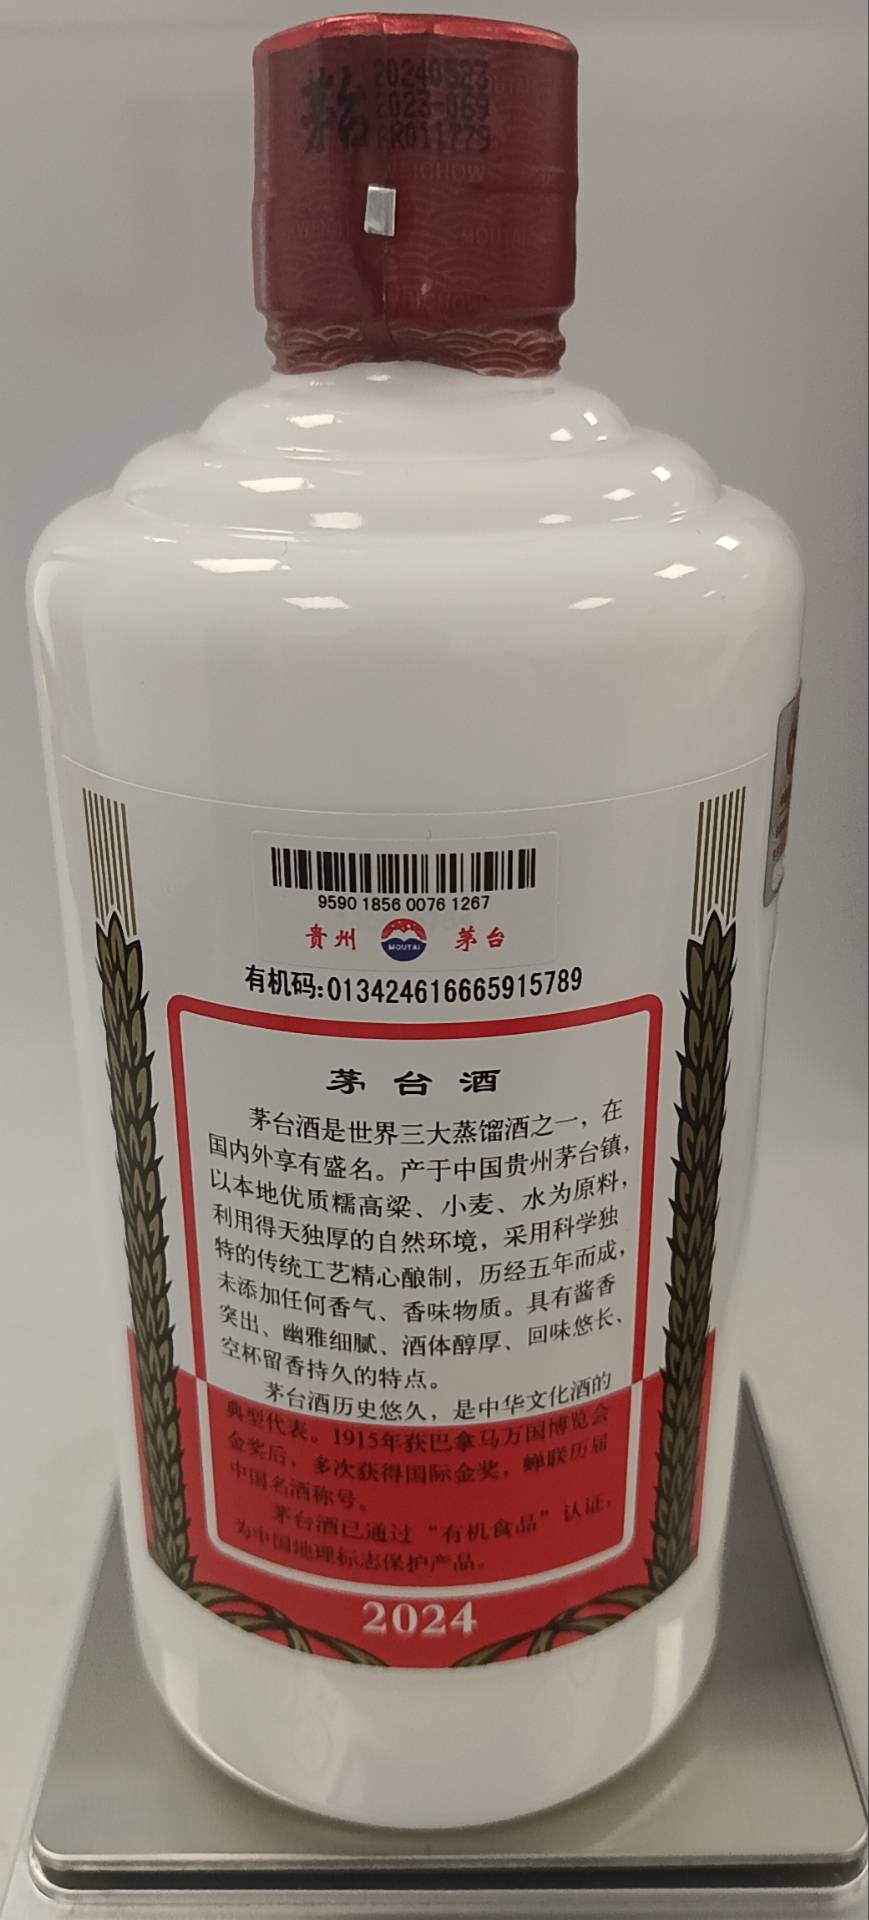 茅台
20240523
2023-069
AR011779
WEICHOW
MOUTAI
9590 1856 0076 1267
贵州 MOUTAI 茅台
有机码:013424616665915789
茅台酒
茅台酒是世界三大蒸馏酒之一，在
国内外享有盛名。产于中国贵州茅台镇，
以本地优质糯高粱、小麦、水为原料，
利用得天独厚的自然环境，采用科学独
特的传统工艺精心酿制，历经五年而成，
未添加任何香气、香味物质。具有酱香
突出、幽雅细腻、酒体醇厚、回味悠长、
空杯留香持久的特点。
茅台酒历史悠久，是中华文化酒的
典型代表。1915年获巴拿马万国博览会
金奖后，多次获得国际金奖，蝉联历届
中国名酒称号。
茅台酒已通过“有机食品”认证，
为中国地理标志保护产品。
2024